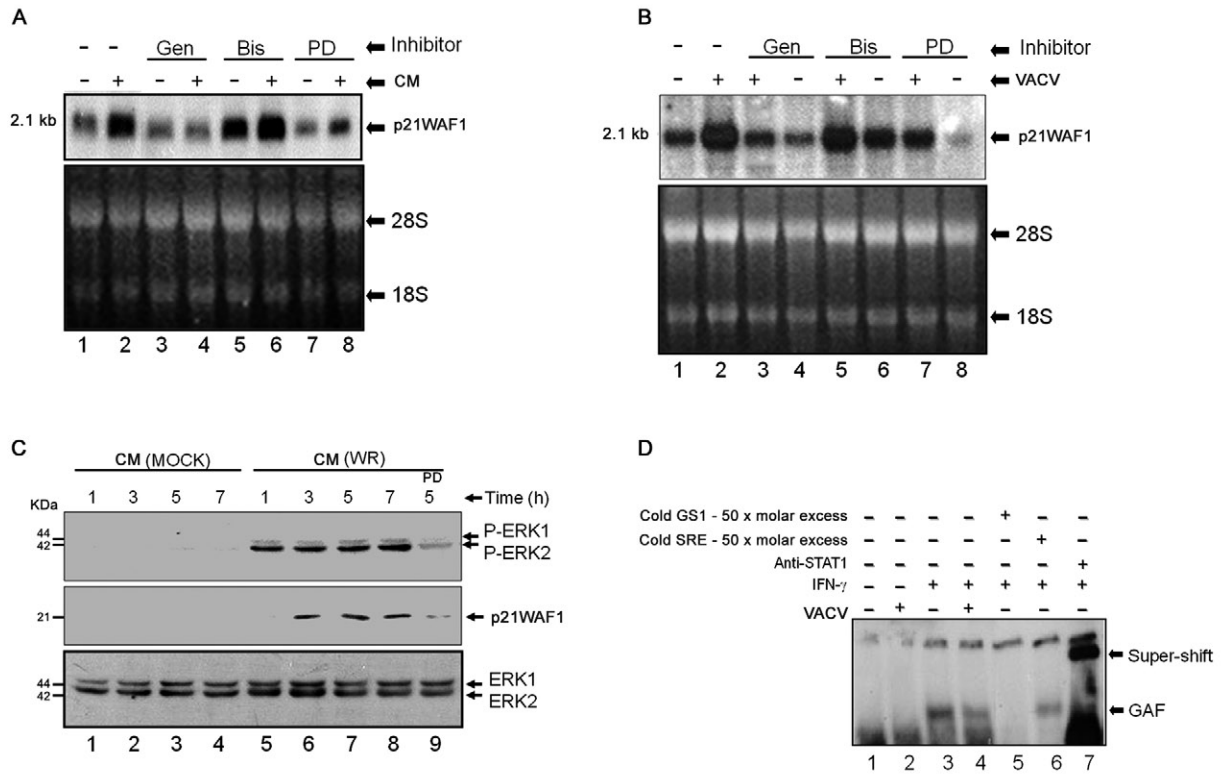 A
- - Gen Bis PD Inhibitor
- + - + - + - + CM
2.1 kb p21WAF1
28S
18S
1 2 3 4 5 6 7 8
B
- - Gen Bis PD Inhibitor
- + + - + - + - VACV
2.1 kb p21WAF1
28S
18S
1 2 3 4 5 6 7 8
C
CM (MOCK) CM (WR)
PD
1 3 5 7 1 3 5 7 5 Time (h)
KDa
44 P-ERK1
42 P-ERK2
21 p21WAF1
44 ERK1
42 ERK2
1 2 3 4 5 6 7 8 9
D
Cold GS1 - 50 x molar excess - - - - + - -
Cold SRE - 50 x molar excess - - - - - + -
Anti-STAT1 - - - - - - +
IFN-γ - - + + + + +
VACV - + - + - - -
Super-shift
GAF
1 2 3 4 5 6 7